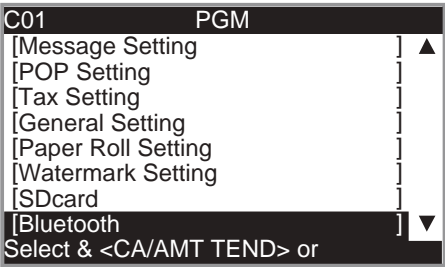 C01 PGM
[Message Setting ] ▲
[POP Setting ]
[Tax Setting ]
[General Setting ]
[Paper Roll Setting ]
[Watermark Setting ]
[SDcard ]
[Bluetooth ] ▼
Select & <CA/AMT TEND> or